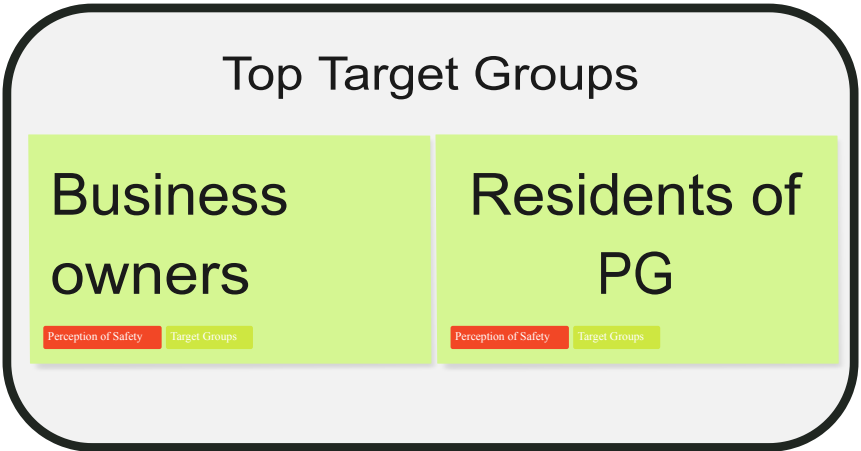 Top Target Groups
Business
owners
Perception of Safety Target Groups
Residents of
PG
Perception of Safety Target Groups